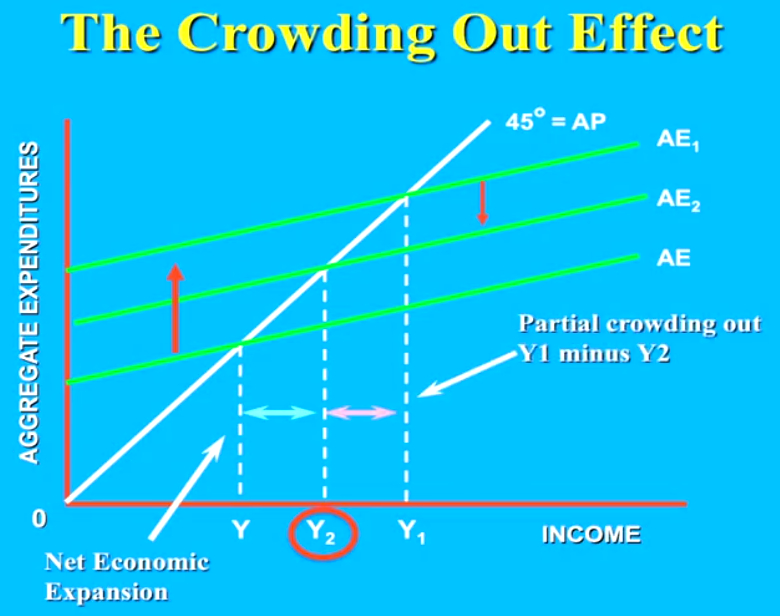 The Crowding Out Effect
45° = AP
AE₁
AE₂
AE
AGGREGATE EXPENDITURES
Partial crowding out
Y1 minus Y2
0
Y
Y₂
Y₁
INCOME
Net Economic
Expansion